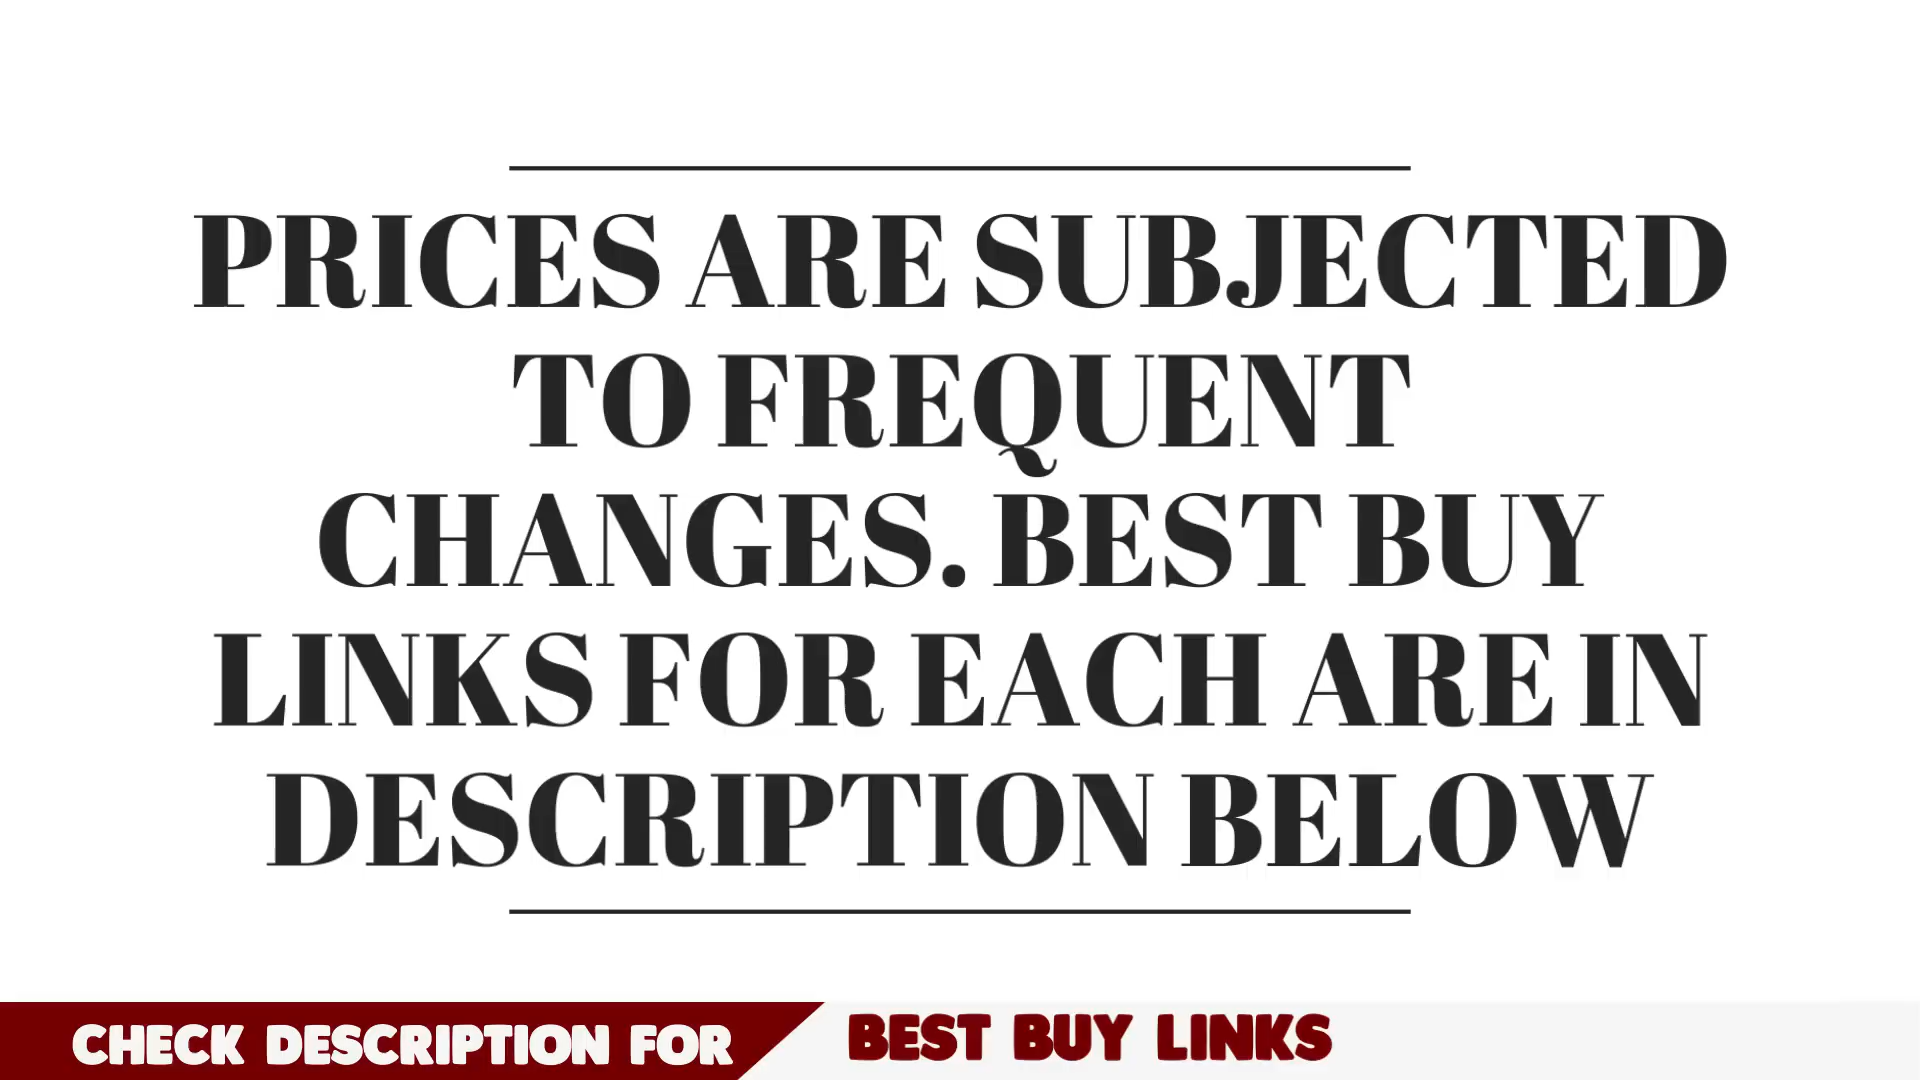 PRICES ARE SUBJECTED
TO FREQUENT
CHANGES. BEST BUY
LINKS FOR EACH ARE IN
DESCRIPTION BELOW
CHECK DESCRIPTION FOR BEST BUY LINKS